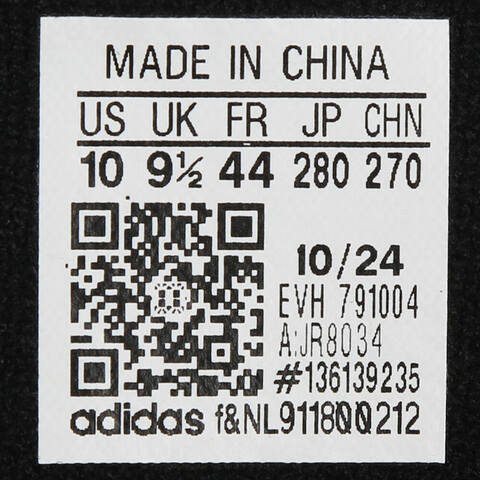 MADE IN CHINA
US UK FR JP CHN
10 9½ 44 280 270
10/24
EVH 791004
A:JR8034
#136139235
adidas f&NL911800212